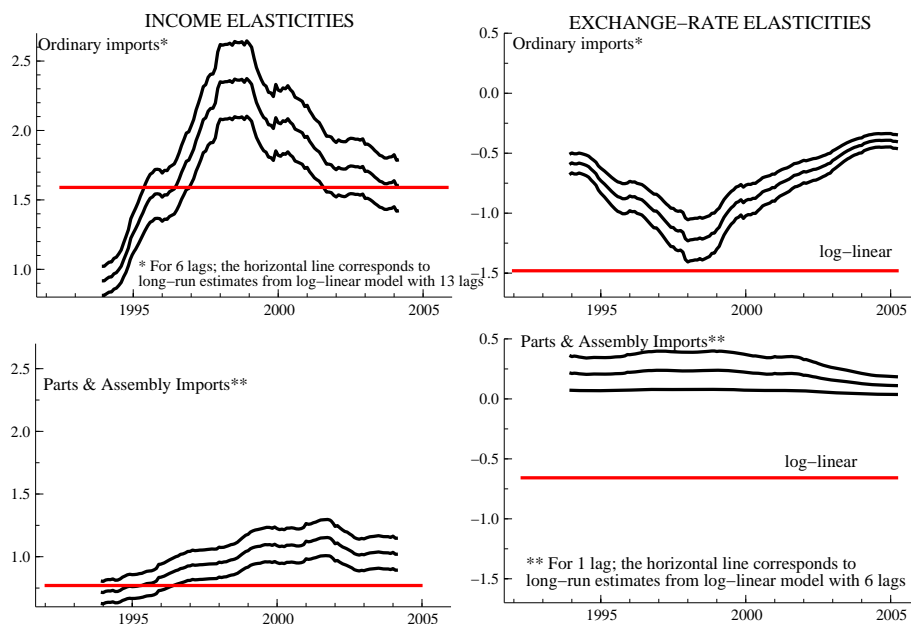 INCOME ELASTICITIES
Ordinary imports*
2.5
2.0
1.5
1.0
* For 6 lags; the horizontal line corresponds to
long−run estimates from log−linear model with 13 lags
1995
2000
2005
EXCHANGE−RATE ELASTICITIES
0.5
Ordinary imports*
0.0
−0.5
−1.0
log−linear
−1.5
1995
2000
2005
2.5
Parts & Assembly Imports**
2.0
1.5
1.0
1995
2000
2005
0.5
Parts & Assembly Imports**
0.0
−0.5
log−linear
−1.0
** For 1 lag; the horizontal line corresponds to
long−run estimates from log−linear model with 6 lags
−1.5
1995
2000
2005